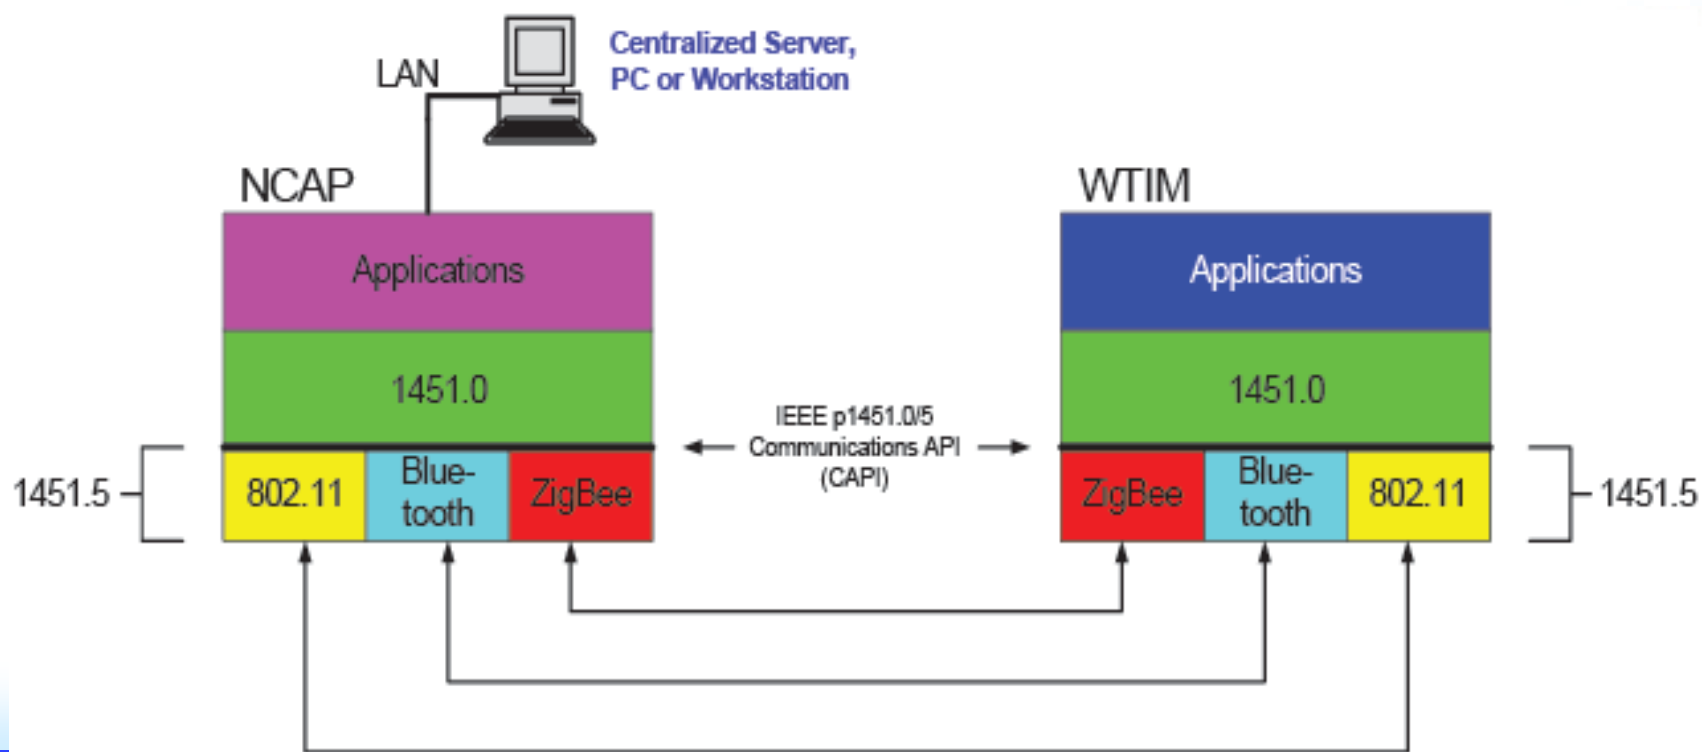 LAN
Centralized Server,
PC or Workstation
NCAP
WTIM
Applications
Applications
1451.0
1451.0
IEEE p1451.0/5
Communications API
(CAPI)
1451.5
802.11
Blue-
tooth
ZigBee
ZigBee
Blue-
tooth
802.11
1451.5